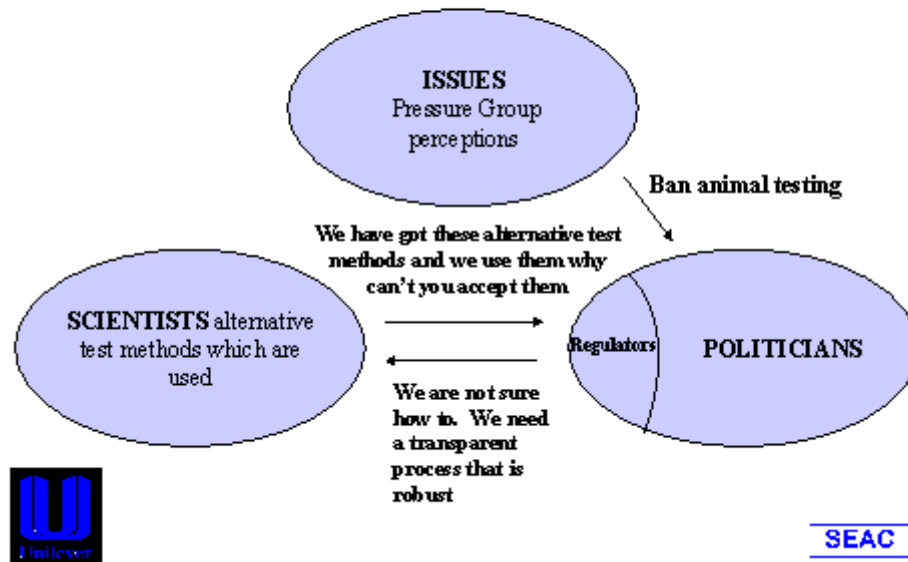 ISSUES
Pressure Group
perceptions
Ban animal testing
We have got these alternative test
methods and we use them why
can't you accept them
SCIENTISTS alternative
test methods which are
used
Regulators
POLITICIANS
We are not sure
how to. We need
a transparent
process that is
robust
Unilever
SEAC